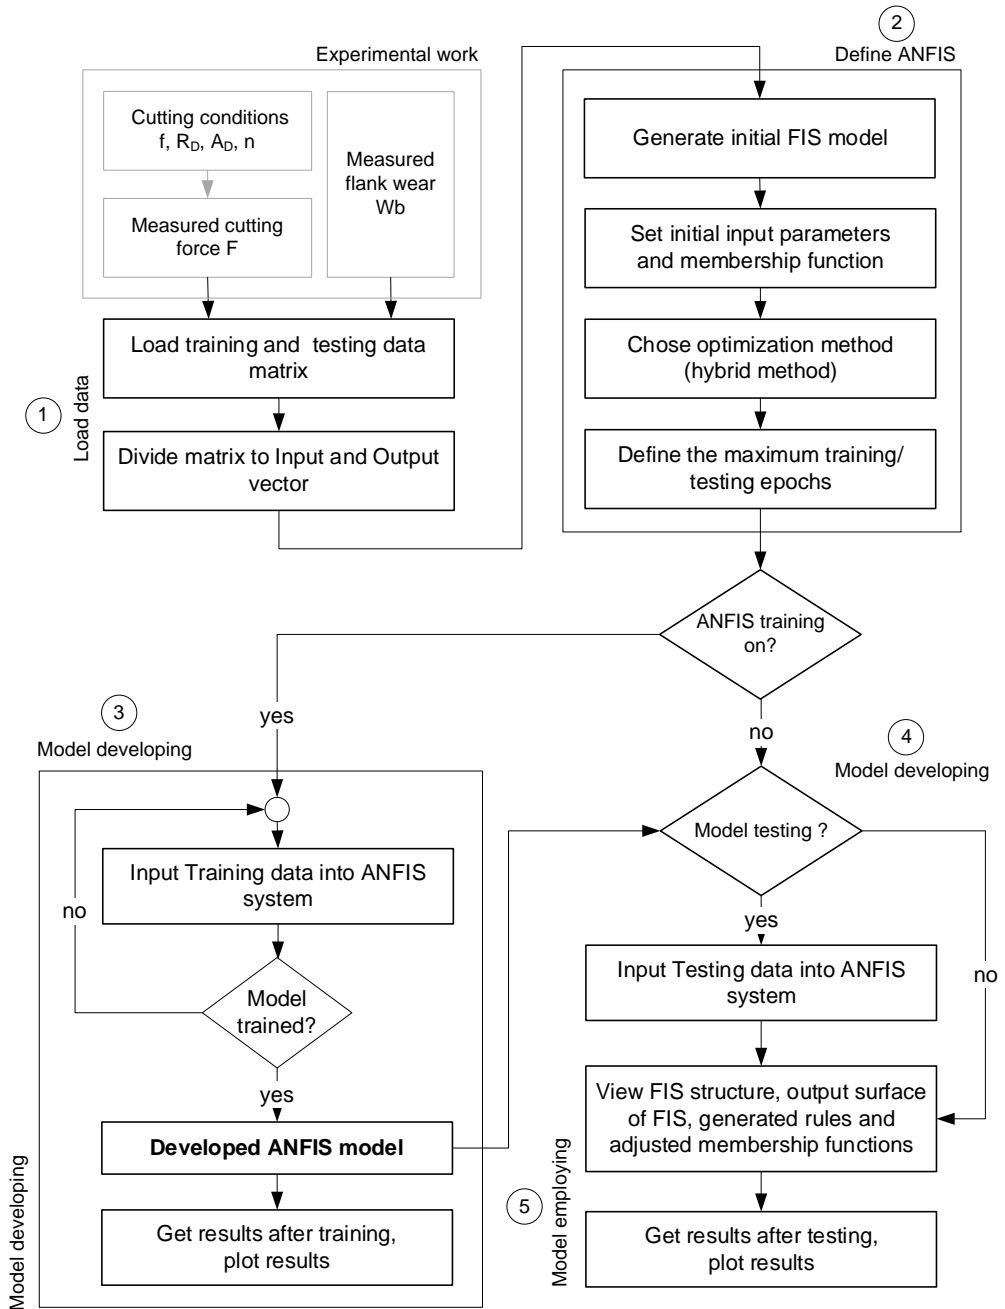 Experimental work
Cutting conditions
f, R_D, A_D, n
Measured cutting
force F
Measured
flank wear
Wb
1
Load data
Load training and testing data
matrix
Divide matrix to Input and Output
vector
2
Define ANFIS
Generate initial FIS model
Set initial input parameters
and membership function
Chose optimization method
(hybrid method)
Define the maximum training/
testing epochs
ANFIS training
on?
yes
no
3
Model developing
Input Training data into ANFIS
system
no
Model
trained?
yes
Developed ANFIS model
Get results after training,
plot results
Model developing
4
Model developing
Model testing ?
yes
no
Input Testing data into ANFIS
system
View FIS structure, output surface
of FIS, generated rules and
adjusted membership functions
5
Model employing
Get results after testing,
plot results